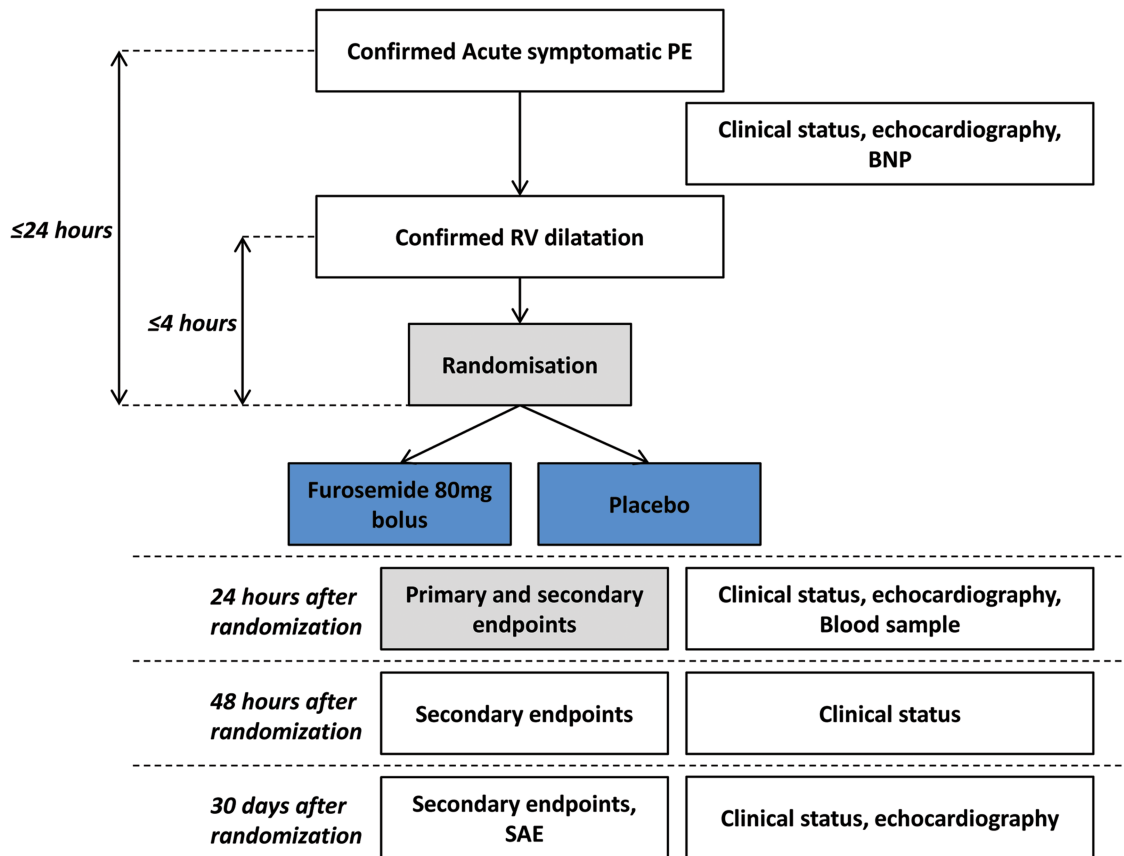 Confirmed Acute symptomatic PE
Clinical status, echocardiography,
BNP
≤24 hours
Confirmed RV dilatation
≤4 hours
Randomisation
Furosemide 80mg
bolus
Placebo
24 hours after
randomization
Primary and secondary
endpoints
Clinical status, echocardiography,
Blood sample
48 hours after
randomization
Secondary endpoints
Clinical status
30 days after
randomization
Secondary endpoints,
SAE
Clinical status, echocardiography